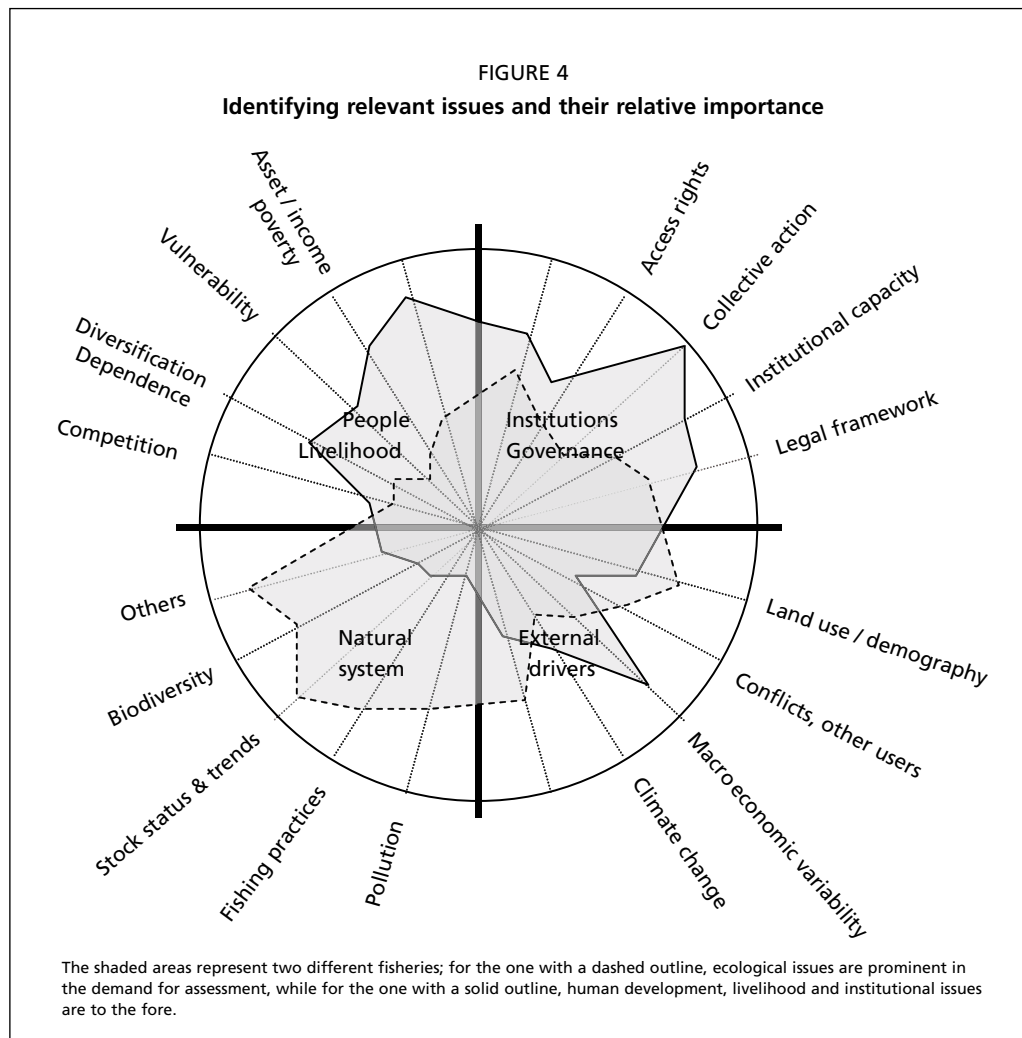 FIGURE 4
Identifying relevant issues and their relative importance
Asset / income
poverty
Vulnerability
Diversification
Dependence
Competition
Access rights
Collective action
Institutional capacity
Legal framework
People
Livelihood
Institutions
Governance
Natural
system
External
drivers
Others
Biodiversity
Stock status & trends
Fishing practices
Pollution
Land use / demography
Conflicts, other users
Macroeconomic variability
Climate change
The shaded areas represent two different fisheries; for the one with a dashed outline, ecological issues are prominent in
the demand for assessment, while for the one with a solid outline, human development, livelihood and institutional issues
are to the fore.